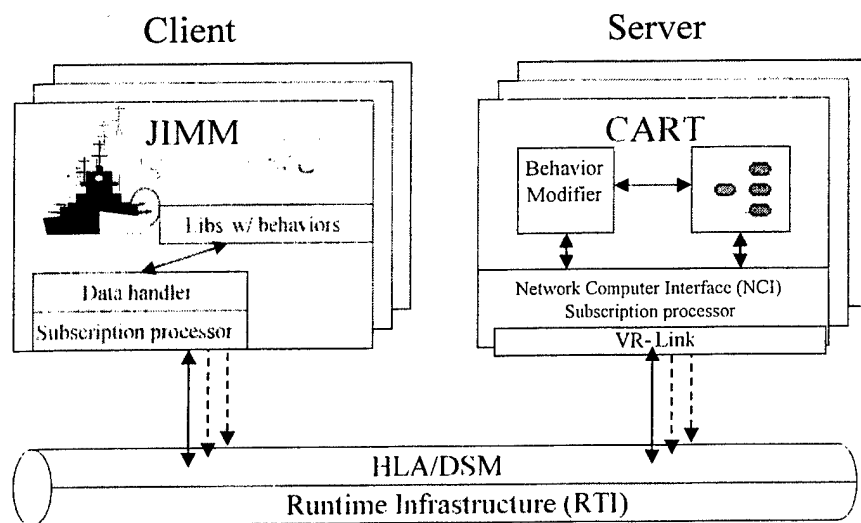 Client
Server
JIMM
Libs w/ behaviors
Data handler
Subscription processor
CART
Behavior
Modifier
Network Computer Interface (NCI)
Subscription processor
VR-Link
HLA/DSM
Runtime Infrastructure (RTI)